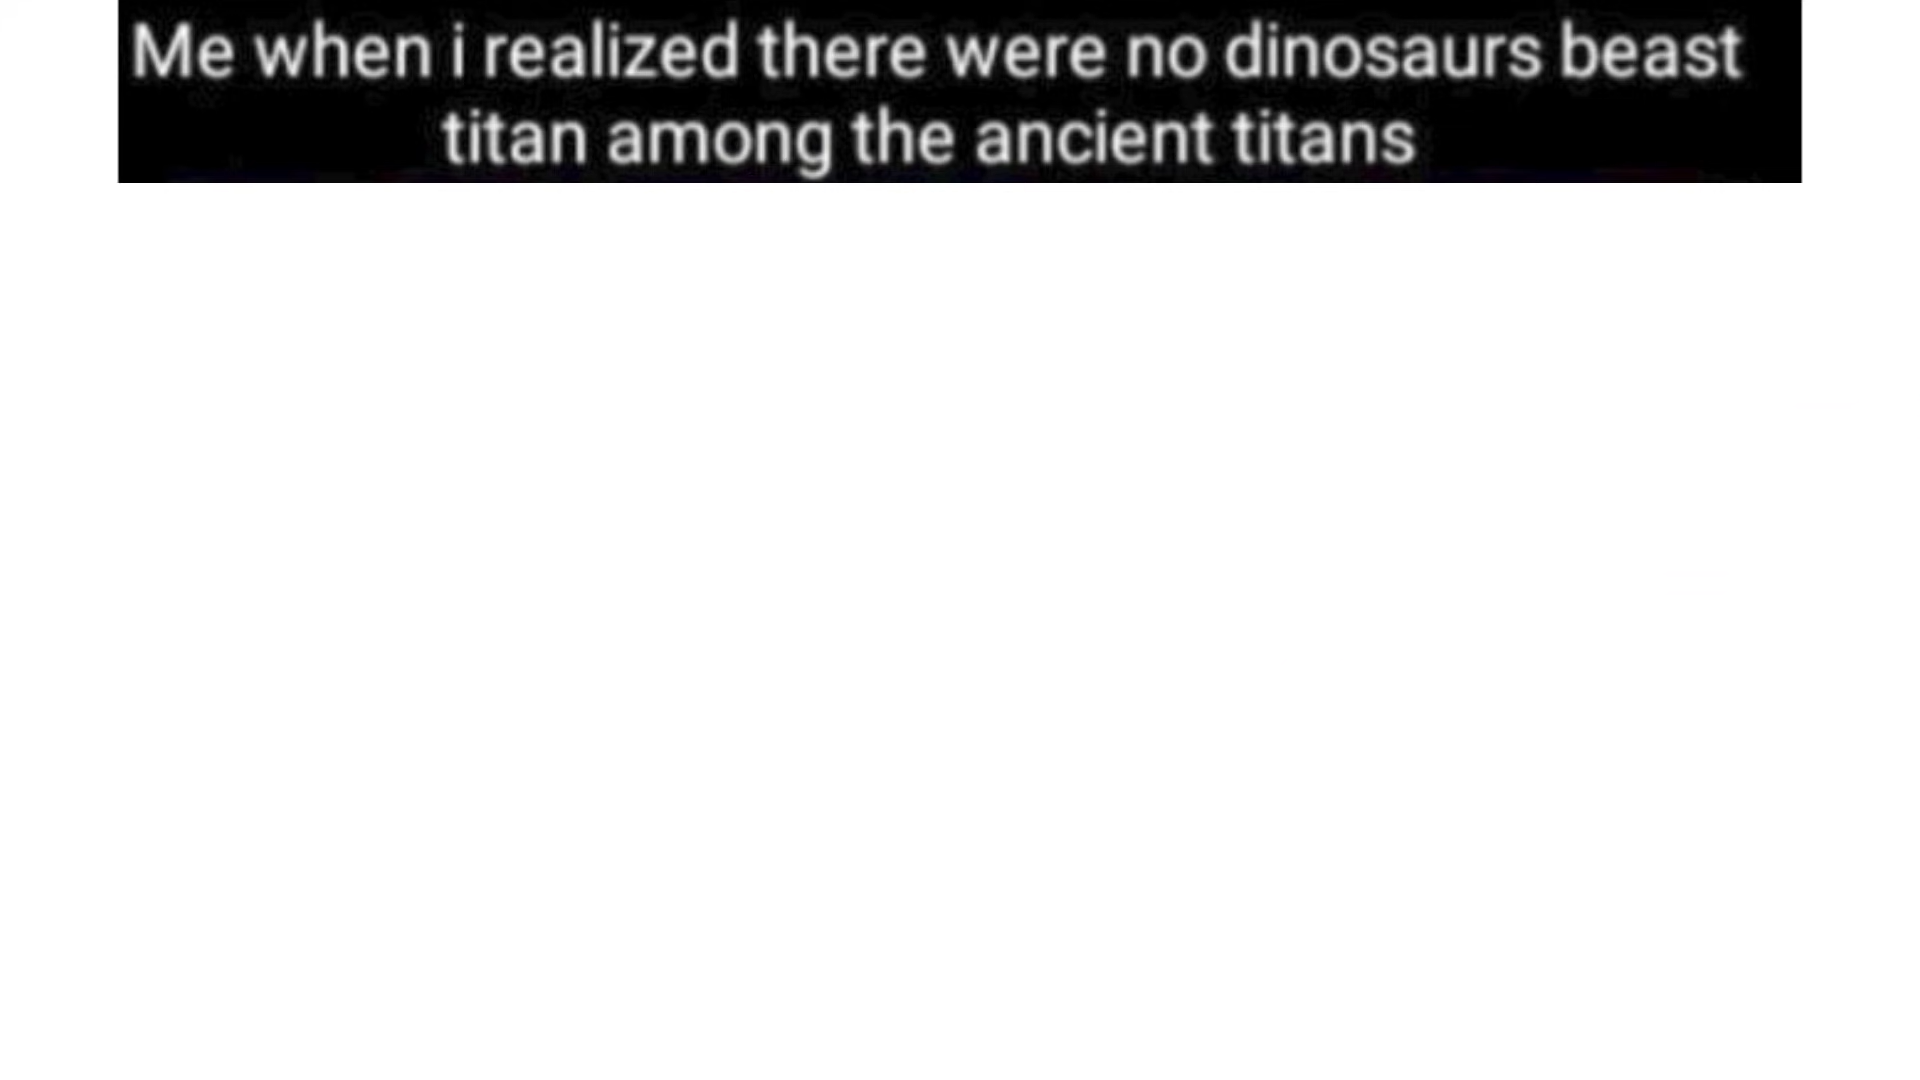 Me when i realized there were no dinosaurs beast
titan among the ancient titans